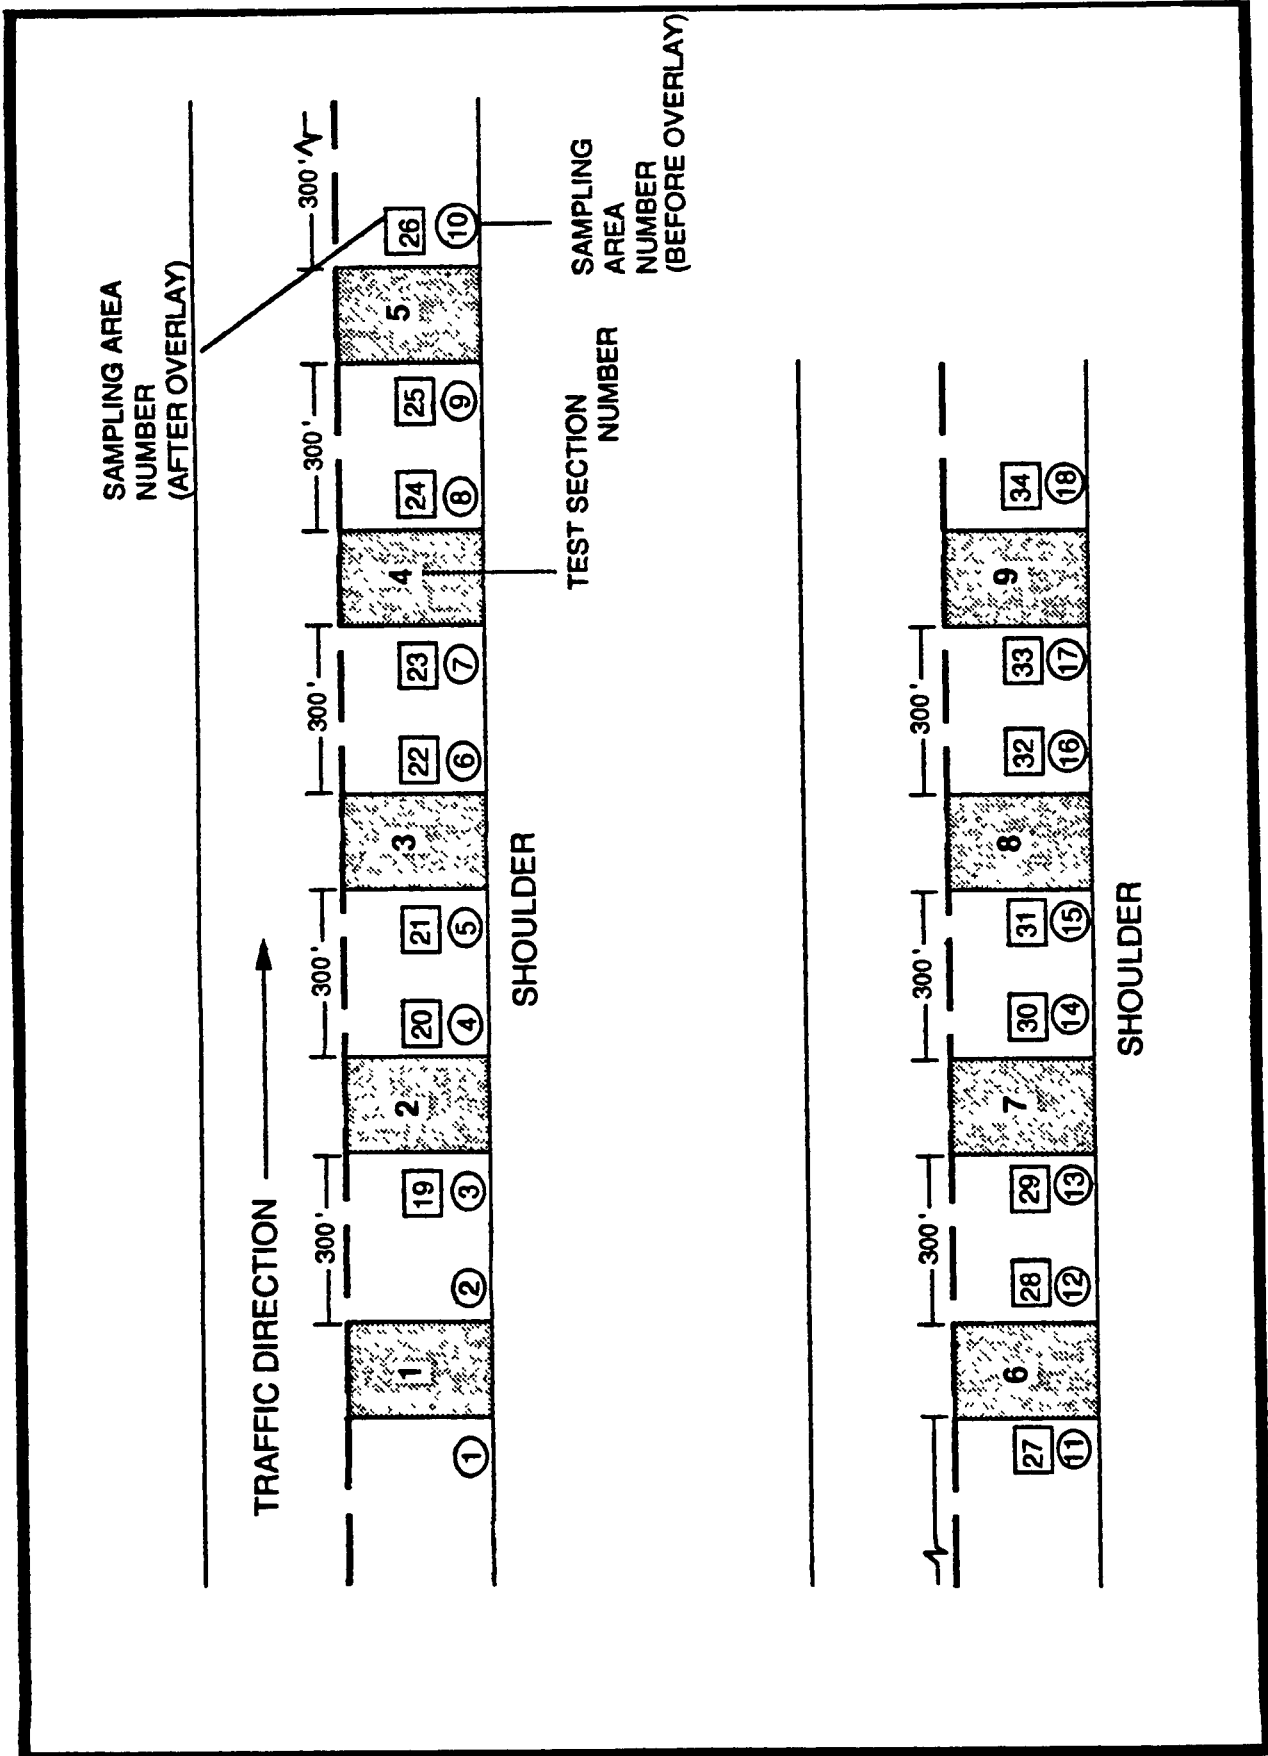 SAMPLING AREA
NUMBER
(AFTER OVERLAY)
TRAFFIC DIRECTION
300' 300' 300' 300' 300'
1 2 3 4 5
19 20 21 22 23 24 25 26
1 2 3 4 5 6 7 8 9 10
SHOULDER
TEST SECTION
NUMBER
SAMPLING
AREA
NUMBER
(BEFORE OVERLAY)
300' 300' 300'
6 7 8 9
27 28 29 30 31 32 33 34
11 12 13 14 15 16 17 18
SHOULDER